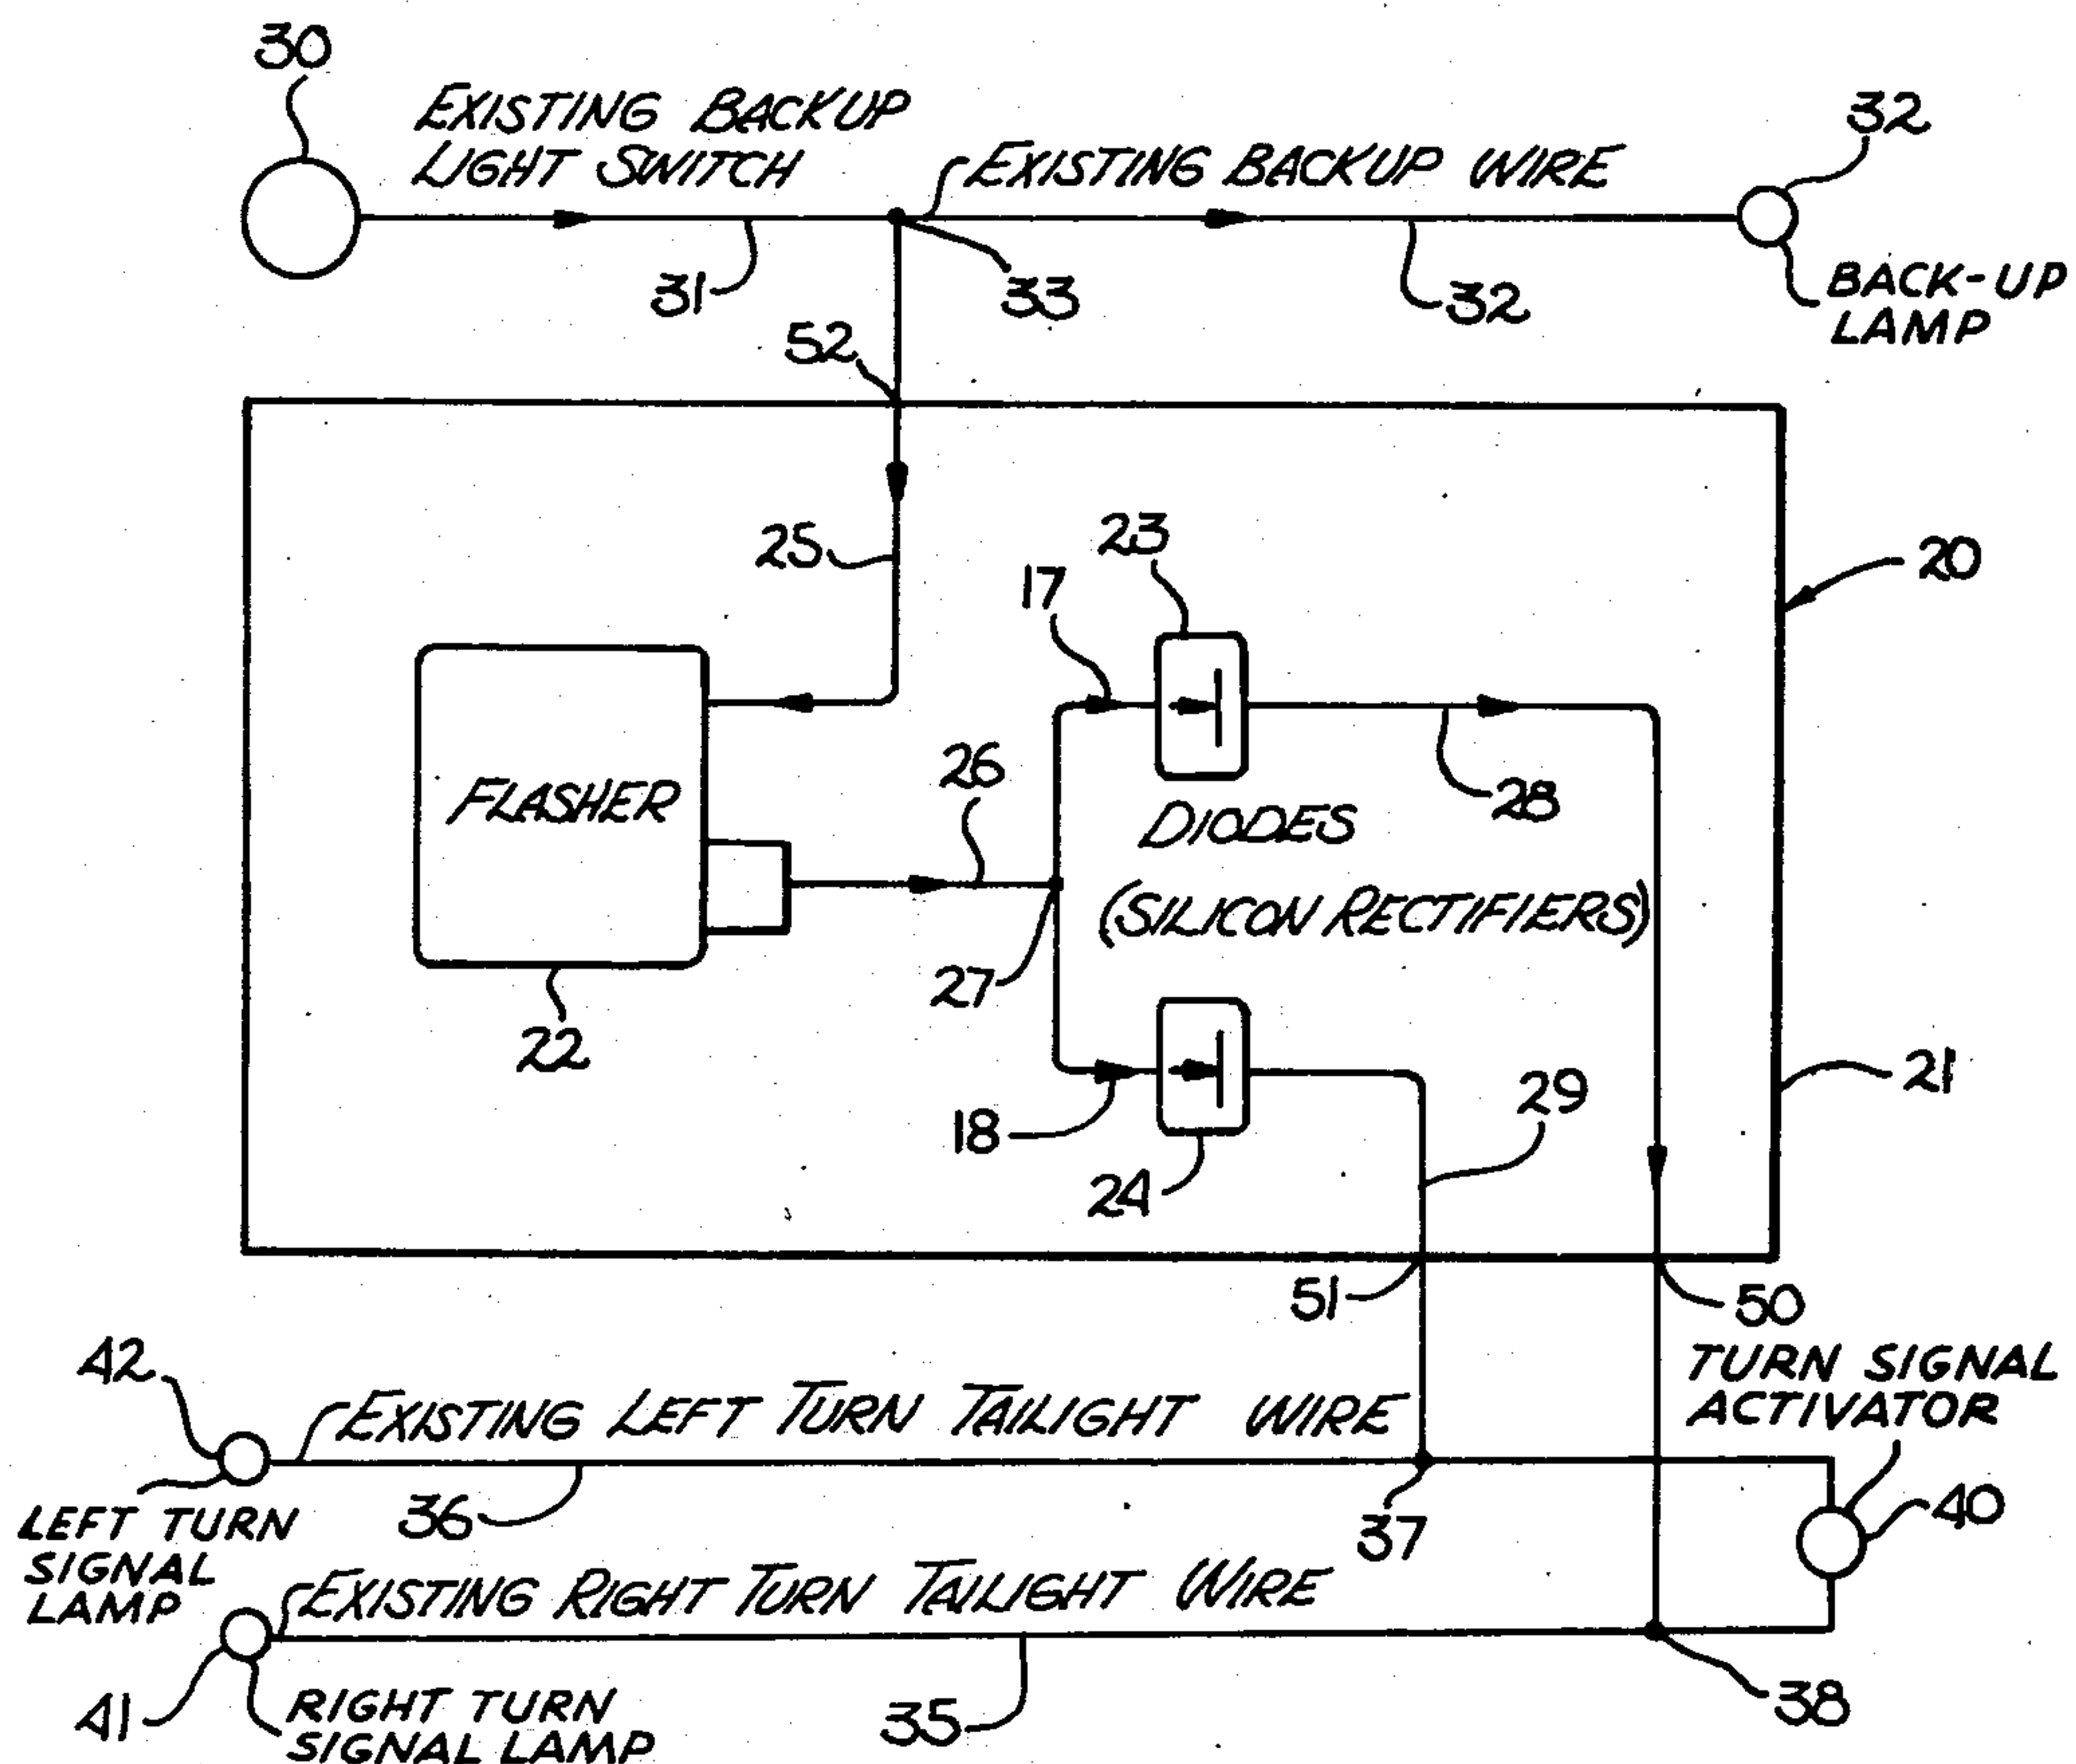 30
EXISTING BACKUP
LIGHT SWITCH
EXISTING BACKUP WIRE
32
31
33
32
BACK-UP
LAMP
52
25
23
17
20
FLASHER
26
28
DIODES
(SILICON RECTIFIERS)
27
22
18
24
29
21
51
50
42
EXISTING LEFT TURN TAILIGHT WIRE
TURN SIGNAL
ACTIVATOR
LEFT TURN
SIGNAL
LAMP
36
37
40
EXISTING RIGHT TURN TAILIGHT WIRE
41
RIGHT TURN
SIGNAL LAMP
35
38